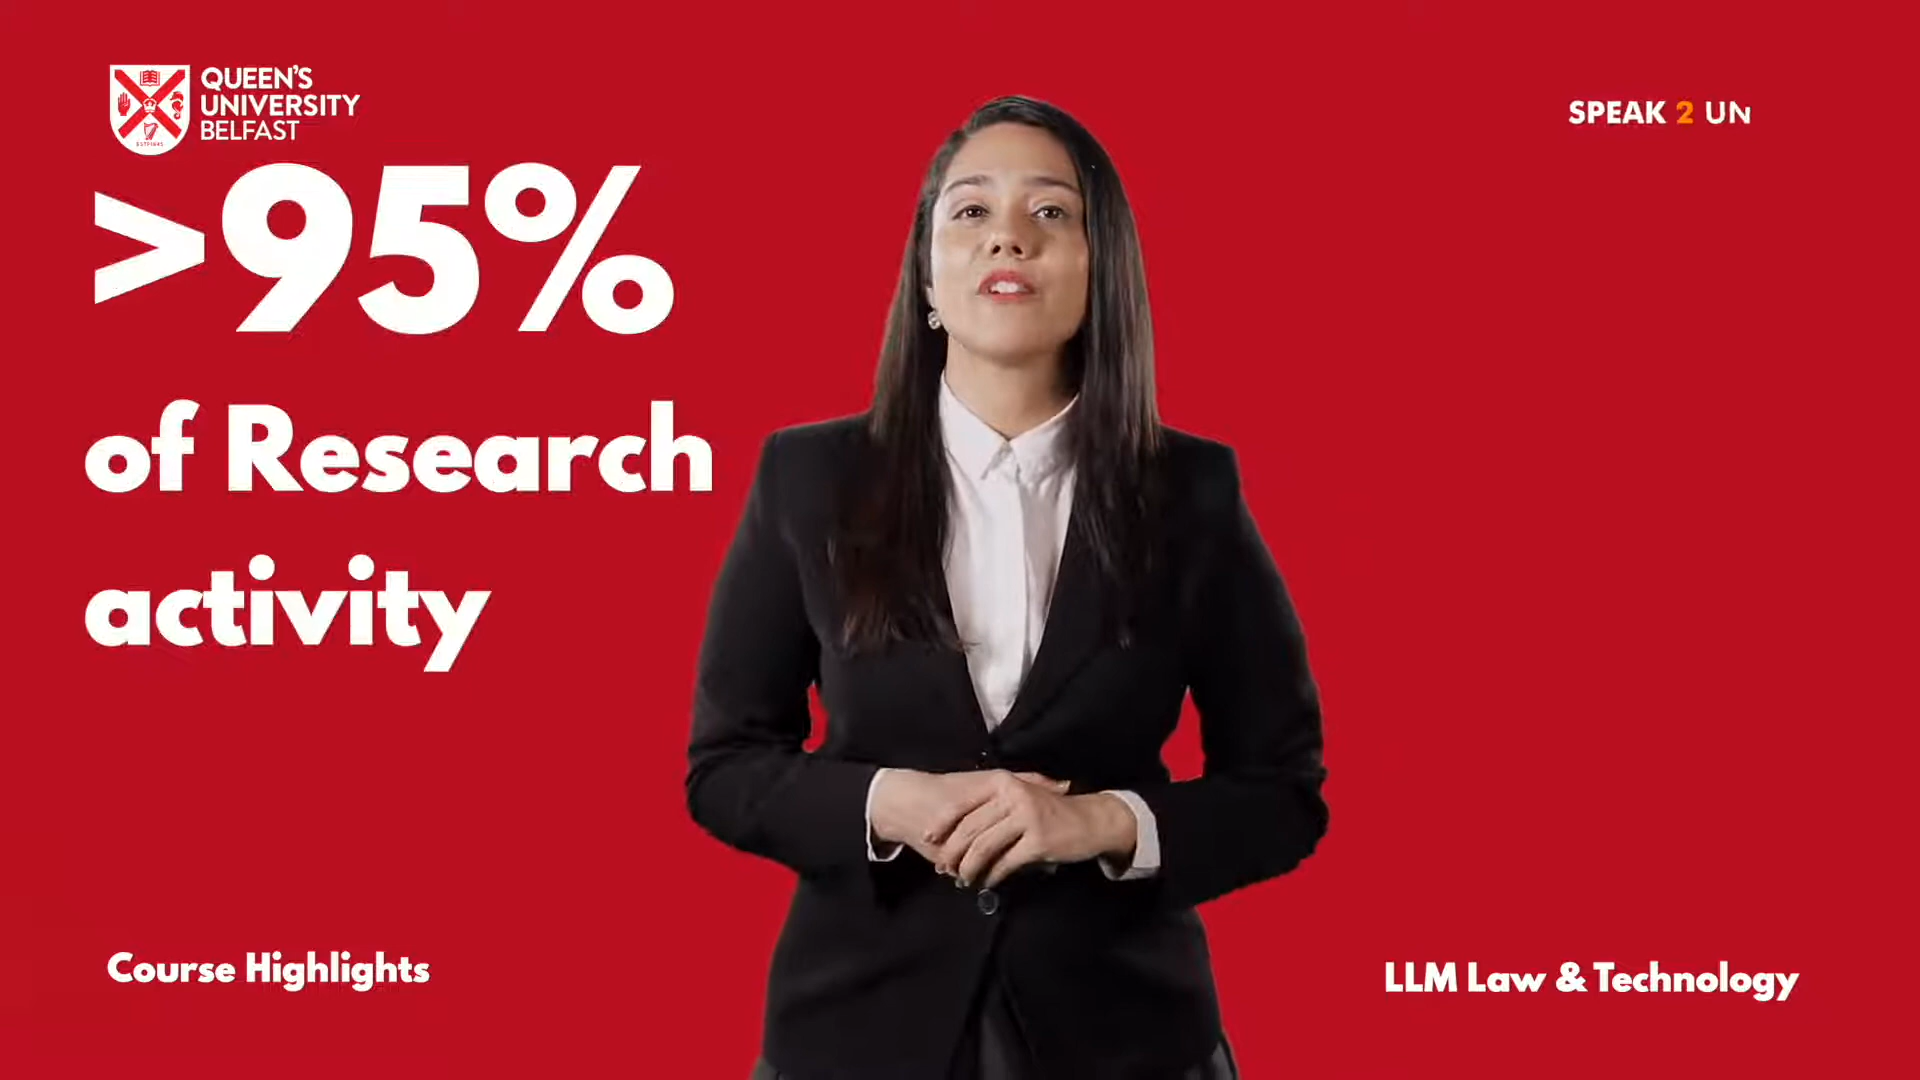 QUEEN'S
UNIVERSITY
BELFAST
SPEAK 2 UN
>95%
of Research
activity
Course Highlights
LLM Law & Technology